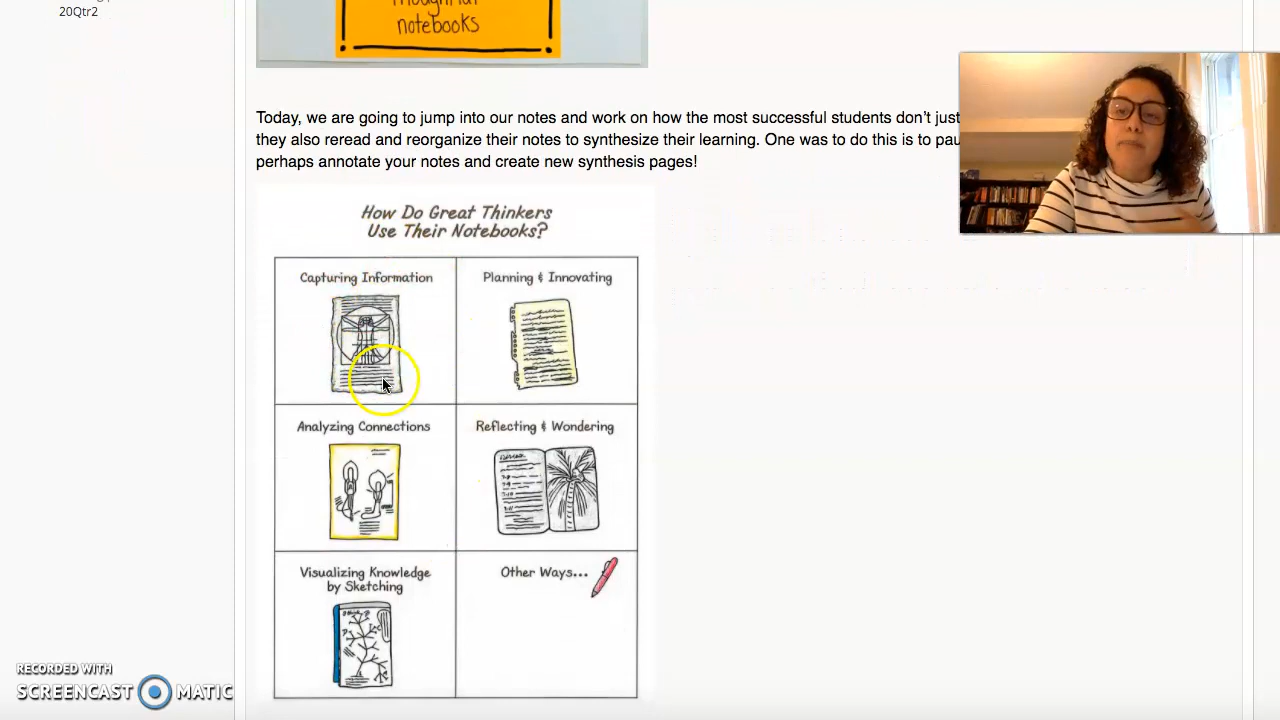 20Qtr2
notebooks
Today, we are going to jump into our notes and work on how the most successful students don't just
they also reread and reorganize their notes to synthesize their learning. One was to do this is to pau
perhaps annotate your notes and create new synthesis pages!
How Do Great Thinkers
Use Their Notebooks?
Capturing Information
Planning & Innovating
Analyzing Connections
Reflecting & Wondering
Visualizing Knowledge
by Sketching
Other Ways...
RECORDED WITH
SCREENCAST MATIC